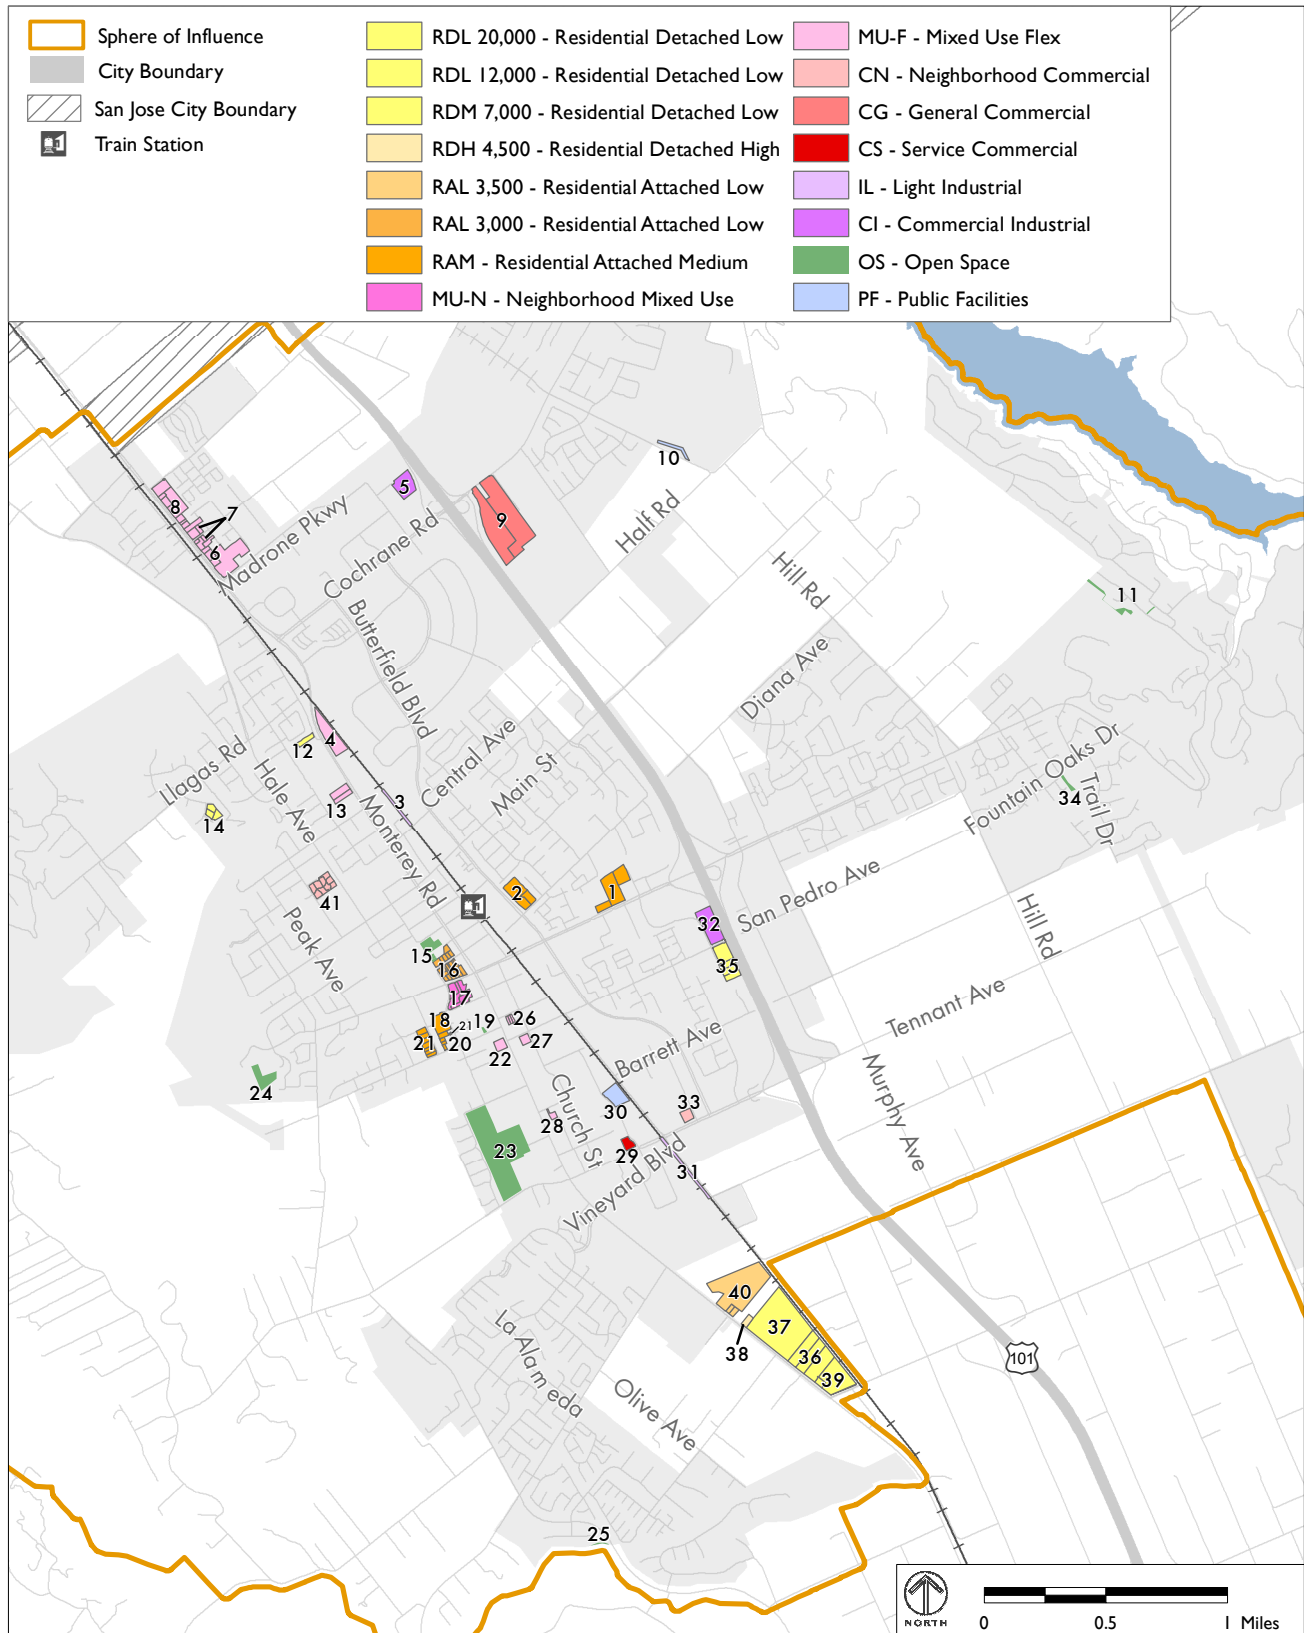 Sphere of Influence
City Boundary
San Jose City Boundary
Train Station
RDL 20,000 - Residential Detached Low
RDL 12,000 - Residential Detached Low
RDM 7,000 - Residential Detached Low
RDH 4,500 - Residential Detached High
RAL 3,500 - Residential Attached Low
RAL 3,000 - Residential Attached Low
RAM - Residential Attached Medium
MU-N - Neighborhood Mixed Use
MU-F - Mixed Use Flex
CN - Neighborhood Commercial
CG - General Commercial
CS - Service Commercial
IL - Light Industrial
CI - Commercial Industrial
OS - Open Space
PF - Public Facilities
10
5
8
7
9
6
Madrone Pkwy
Cochrane Rd
Half Rd
Hill Rd
11
Butterfield Blvd
Diana Ave
12
4
Llagas Rd
Hale Ave
Central Ave
Main St
Fountain Oaks Dr
Trail Dr
34
13
3
14
Monterey Rd
41
2
1
Peak Ave
San Pedro Ave
32
Hill Rd
15
16
35
17
Tennant Ave
18
21
19
26
21
20
22
27
Barrett Ave
24
Church St
30
33
Murphy Ave
28
23
29
Vineyard Blvd
31
40
37
38
36
39
La Alameda
Olive Ave
101
25
NORTH
0
0.5
1 Miles